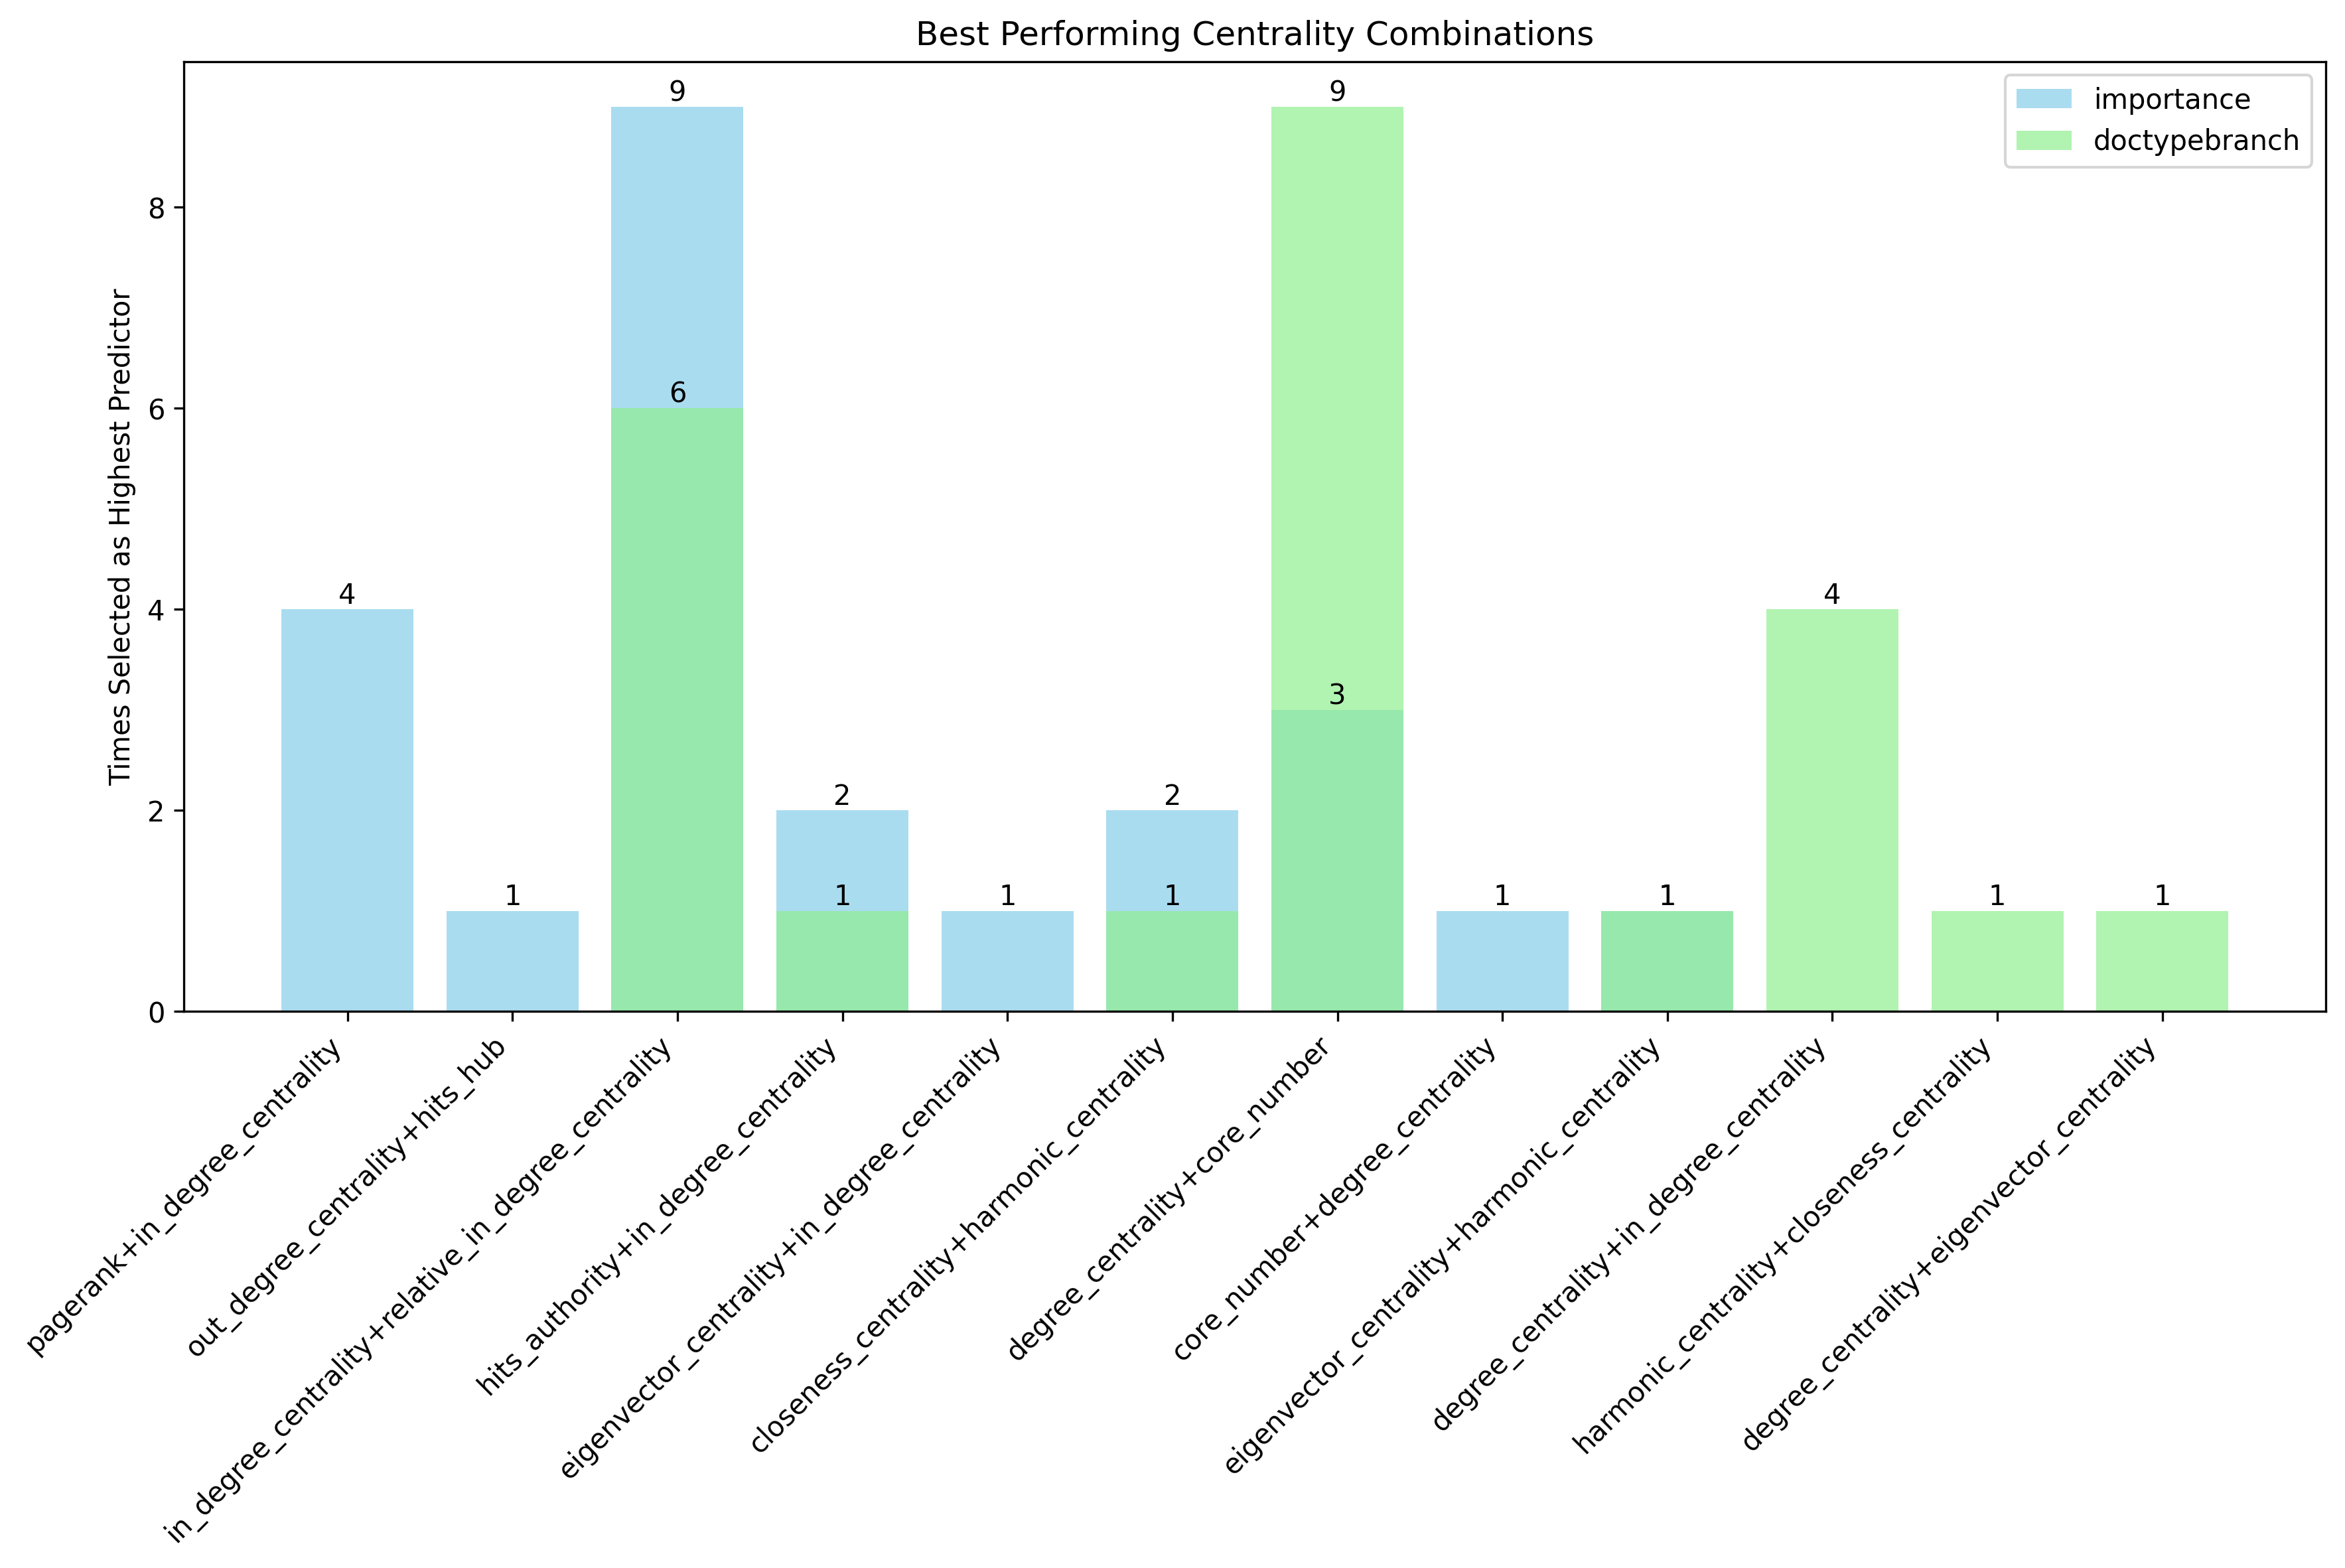 Best Performing Centrality Combinations
importance
doctypebranch
Times Selected as Highest Predictor
8
6
4
2
0
4
1
9
6
2
1
1
2
1
9
3
1
1
4
1
1
pagerank+in_degree_centrality
out_degree_centrality+hits_hub
in_degree_centrality+relative_in_degree_centrality
hits_authority+in_degree_centrality
eigenvector_centrality+in_degree_centrality
closeness_centrality+harmonic_centrality
degree_centrality+core_number
core_number+degree_centrality
eigenvector_centrality+harmonic_centrality
degree_centrality+in_degree_centrality
harmonic_centrality+closeness_centrality
degree_centrality+eigenvector_centrality